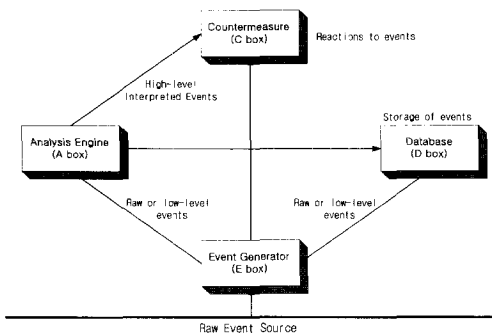 Countermeasure
(C box)
Reactions to events
High-level
Interpreted Events
Storage of events
Analysis Engine
(A box)
Database
(D box)
Raw or low-level
events
Raw or low-level
events
Event Generator
(E box)
Raw Event Source